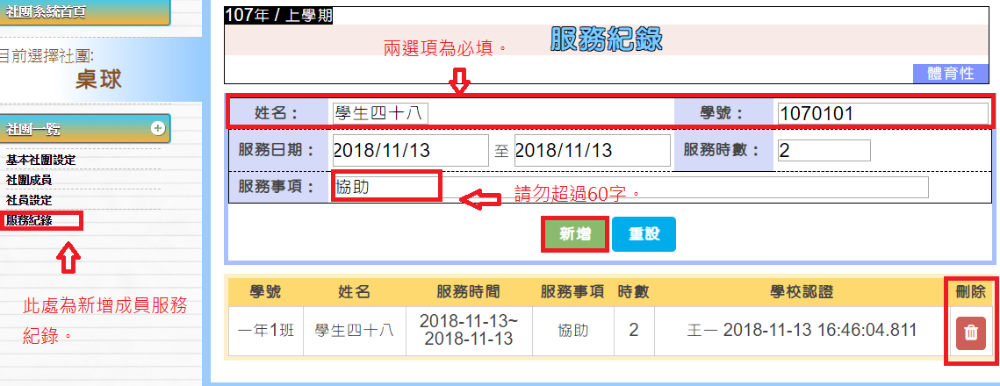 社團系統首頁
目前選擇社團:
桌球
社團一覽
基本社團設定
社團成員
社員設定
服務紀錄
此處為新增成員服務
紀錄。
107年 / 上學期
服務紀錄
兩選項為必填。
體育性
姓名： 學生四十八 學號： 1070101
服務日期： 2018/11/13 至 2018/11/13 服務時數： 2
服務事項： 協助
請勿超過60字。
新增 重設
學號 姓名 服務時間 服務事項 時數 學校認證 刪除
一年1班 學生四十八 2018-11-13~ 協助 2 王一 2018-11-13 16:46:04.811
2018-11-13